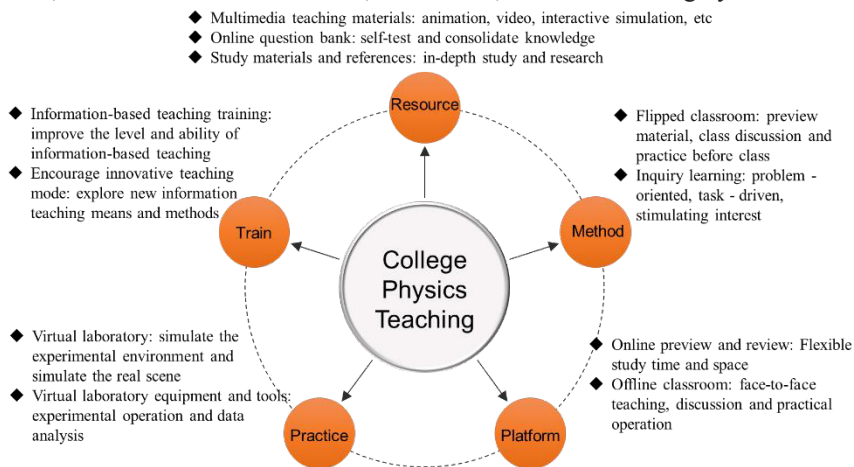 ◆ Multimedia teaching materials: animation, video, interactive simulation, etc
◆ Online question bank: self-test and consolidate knowledge
◆ Study materials and references: in-depth study and research
Resource
◆ Information-based teaching training:
improve the level and ability of
information-based teaching
◆ Encourage innovative teaching
mode: explore new information
teaching means and methods
Train
◆ Flipped classroom: preview
material, class discussion and
practice before class
◆ Inquiry learning: problem -
oriented, task - driven,
stimulating interest
Method
College
Physics
Teaching
◆ Virtual laboratory: simulate the
experimental environment and
simulate the real scene
◆ Virtual laboratory equipment and tools:
experimental operation and data
analysis
Practice
◆ Online preview and review: Flexible
study time and space
◆ Offline classroom: face-to-face
teaching, discussion and practical
operation
Platform